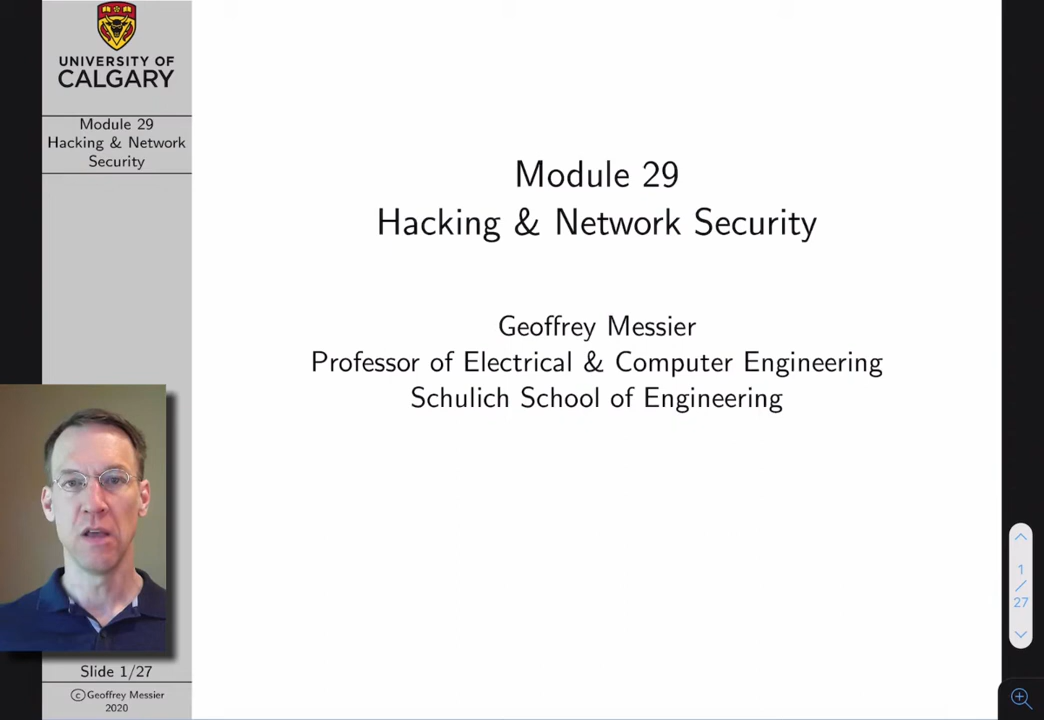 UNIVERSITY OF
CALGARY
Module 29
Hacking & Network
Security
Module 29
Hacking & Network Security
Geoffrey Messier
Professor of Electrical & Computer Engineering
Schulich School of Engineering
1
/
27
Slide 1/27
©Geoffrey Messier
2020